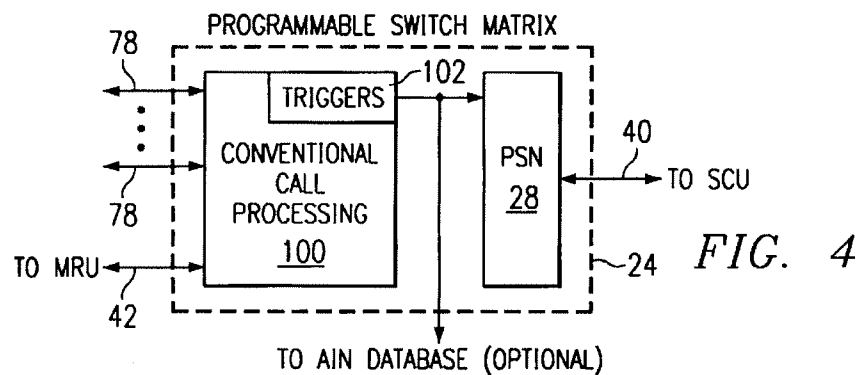 PROGRAMMABLE SWITCH MATRIX
78
102
TRIGGERS
CONVENTIONAL
CALL
PROCESSING
100
78
PSN
28
40
TO SCU
TO MRU
42
24
FIG. 4
TO AIN DATABASE (OPTIONAL)